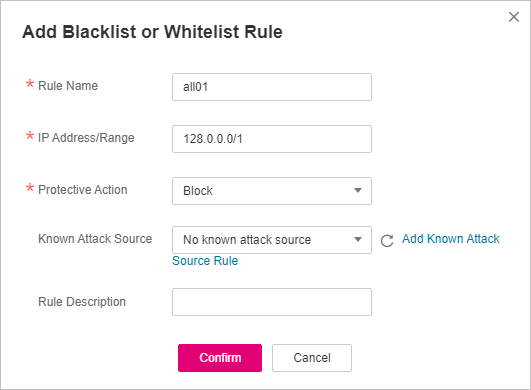 Add Blacklist or Whitelist Rule
* Rule Name all01
* IP Address/Range 128.0.0.0/1
* Protective Action Block
Known Attack Source No known attack source Add Known Attack
Source Rule
Rule Description
Confirm Cancel